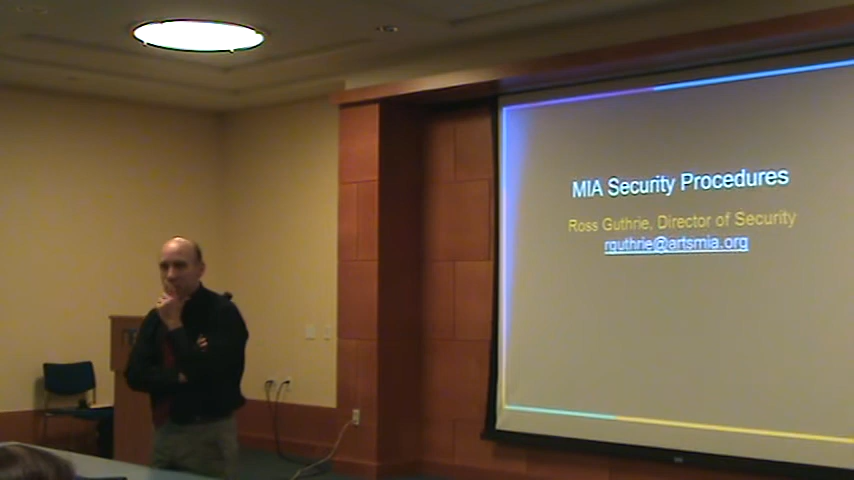 MIA Security Procedures
Ross Guthrie, Director of Security
rguthrie@artsmia.org